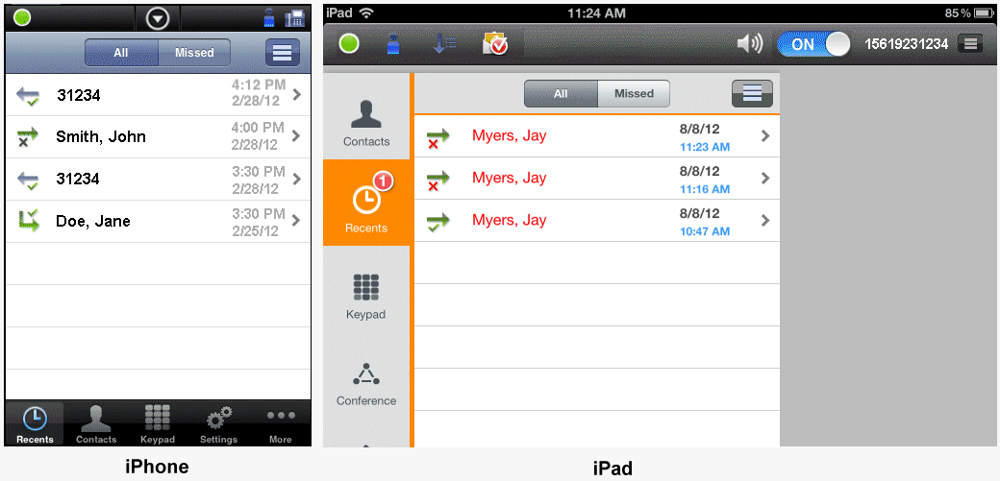 All Missed
31234 4:12 PM
2/28/12
Smith, John 4:00 PM
2/28/12
31234 3:30 PM
2/28/12
Doe, Jane 3:30 PM
2/25/12
Recents Contacts Keypad Settings More
iPhone
iPad 11:24 AM 85%
ON 15619231234
Contacts
1
Recents
Keypad
Conference
All Missed
Myers, Jay 8/8/12
11:23 AM
Myers, Jay 8/8/12
11:16 AM
Myers, Jay 8/8/12
10:47 AM
iPad